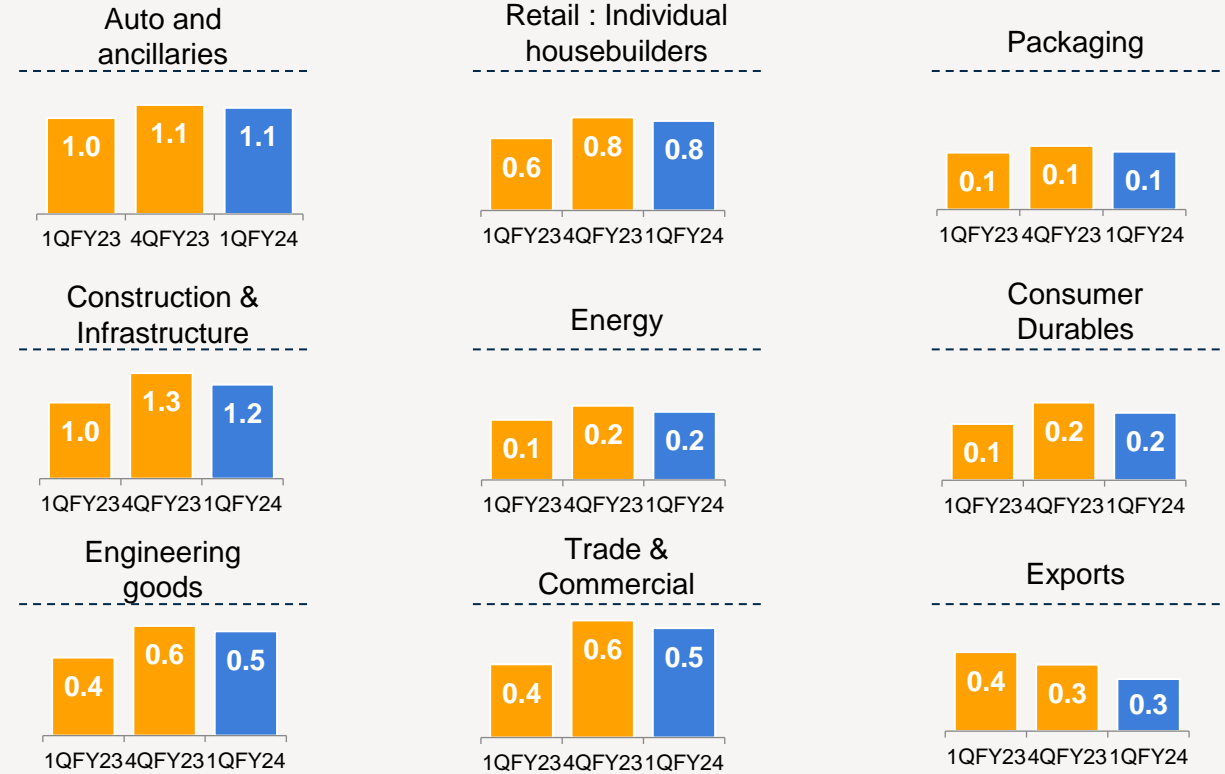 Auto and
ancillaries
1.0
1.1
1.1
1QFY23 4QFY23 1QFY24
Retail : Individual
housebuilders
0.6
0.8
0.8
1QFY23 4QFY23 1QFY24
Packaging
0.1
0.1
0.1
1QFY23 4QFY23 1QFY24
Construction &
Infrastructure
1.0
1.3
1.2
1QFY23 4QFY23 1QFY24
Energy
0.1
0.2
0.2
1QFY23 4QFY23 1QFY24
Consumer
Durables
0.1
0.2
0.2
1QFY23 4QFY23 1QFY24
Engineering
goods
0.4
0.6
0.5
1QFY23 4QFY23 1QFY24
Trade &
Commercial
0.4
0.6
0.5
1QFY23 4QFY23 1QFY24
Exports
0.4
0.3
0.3
1QFY23 4QFY23 1QFY24